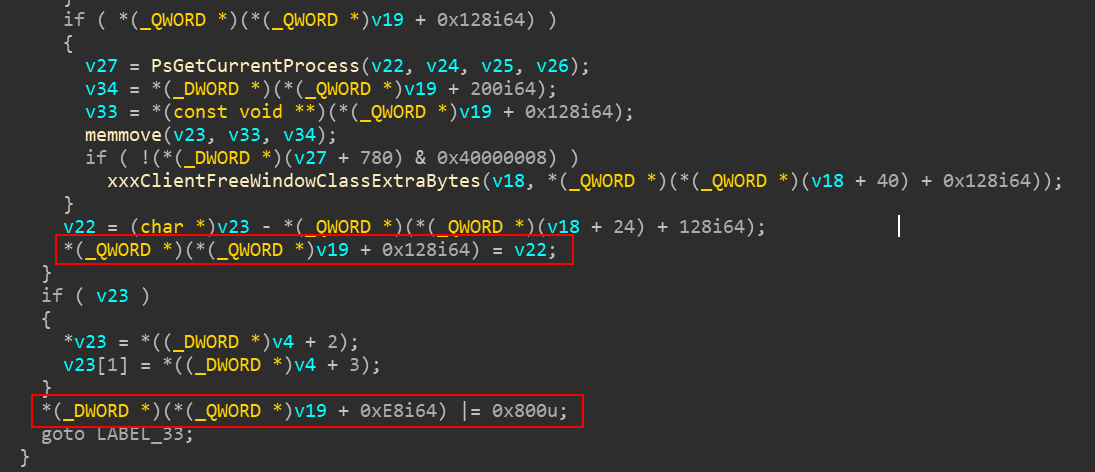 }
if ( *(_QWORD *)(*(_QWORD *)v19 + 0x128i64) )
{
v27 = PsGetCurrentProcess(v22, v24, v25, v26);
v34 = *(_DWORD *)(*(_QWORD *)v19 + 200i64);
v33 = *(const void **)(*(_QWORD *)v19 + 0x128i64);
memmove(v23, v33, v34);
if ( !(*(_DWORD *)(v27 + 780) & 0x40000008) )
xxxClientFreeWindowClassExtraBytes(v18, *(_QWORD *)(*(_QWORD *)(v18 + 40) + 0x128i64));
}
v22 = (char *)v23 - *(_QWORD *)(*(_QWORD *)(v18 + 24) + 128i64);
*(_QWORD *)(*(_QWORD *)v19 + 0x128i64) = v22;
}
if ( v23 )
{
*v23 = *((_DWORD *)v4 + 2);
v23[1] = *((_DWORD *)v4 + 3);
}
*(_DWORD *)(*(_QWORD *)v19 + 0xE8i64) |= 0x800u;
goto LABEL_33;
}